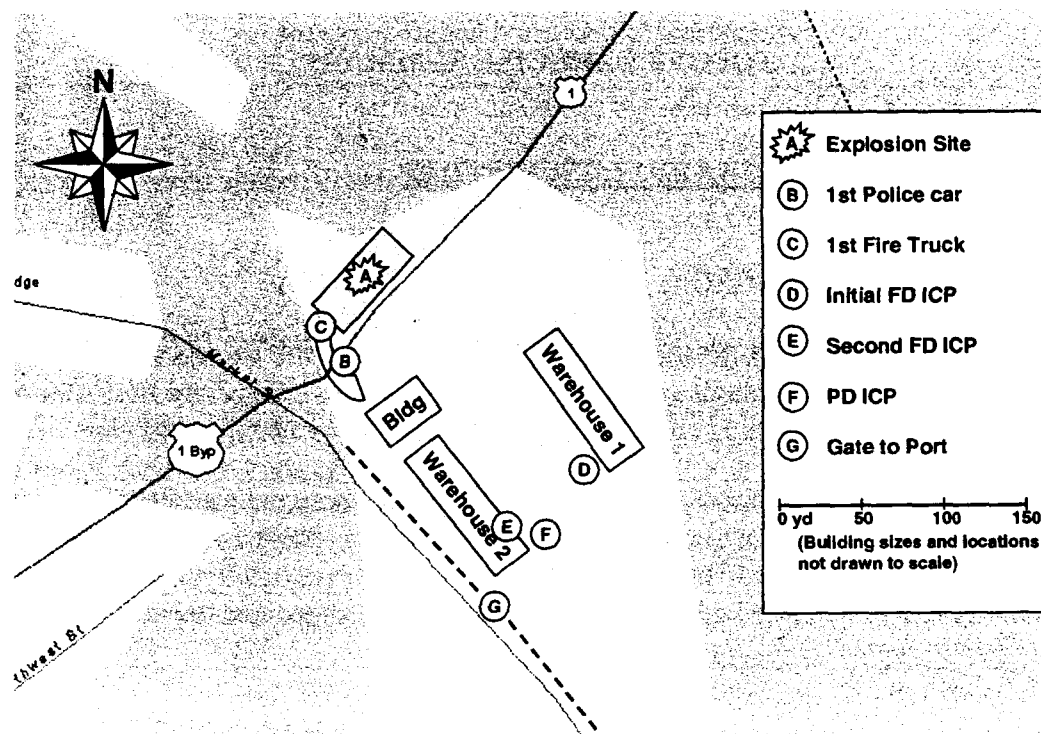 N
1
A Explosion Site
B 1st Police car
C 1st Fire Truck
D Initial FD ICP
E Second FD ICP
F PD ICP
G Gate to Port
0 yd 50 100 150
(Building sizes and locations
not drawn to scale)
A
C
B
dge
Market
Bldg
Warehouse 1
D
1 Byp
Warehouse 2
E
F
G
thwest St